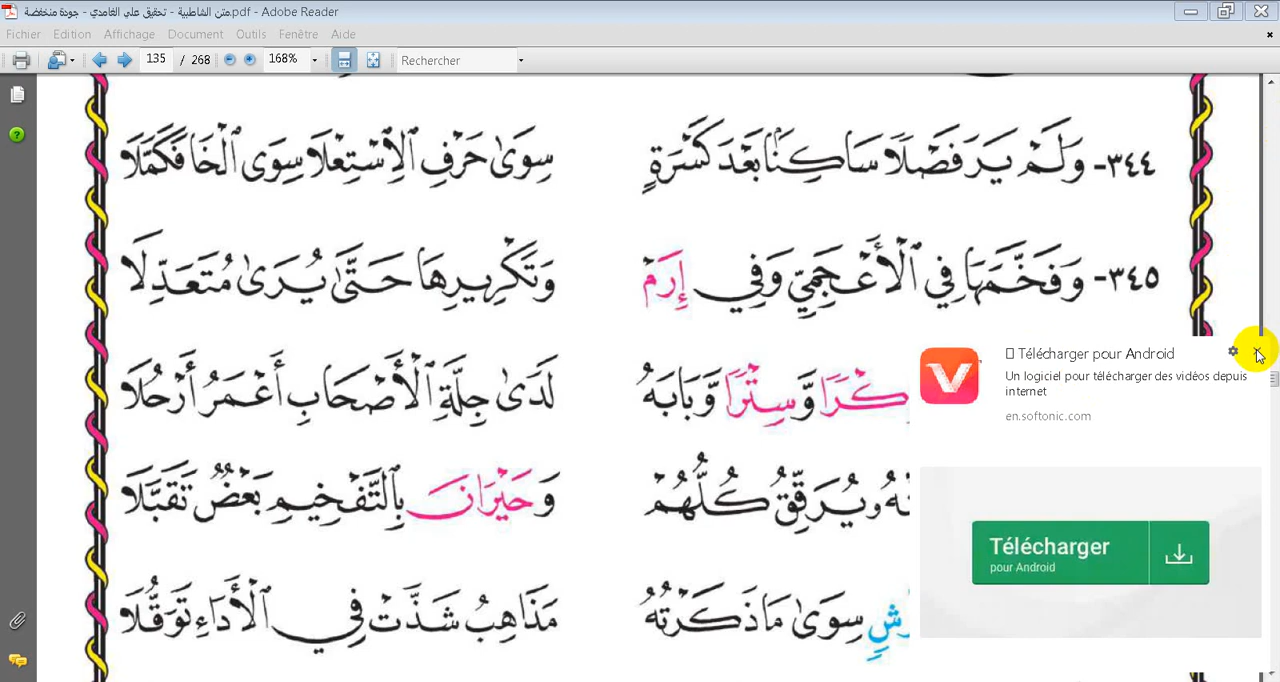 متن الشاطبية - تحقيق علي الغامدي - جودة منخفضة.pdf - Adobe Reader
Fichier Edition Affichage Document Outils Fenêtre Aide
135 / 268 168% Rechercher
٣٤٤- وَلَمْ يَرَ فَصْلًا سَاكِنًا بَعْدَ كَسْرَةٍ سِوَىٰ حَرْفِ الِاسْتِعْلَا سِوَى الْخَا فَكَمَّلَا
٣٤٥- وَفَخَّمَهَا فِي الْأَعْجَمِيِّ وَفِي إِرَمْ وَتَكْرِيرِهَا حَتَّىٰ يُرَىٰ مُتَعَدِّلَا
كْرًا وَّسِتْرًا وَّبَابَهُ لَدَىٰ جِلَّةِ الْأَصْحَابِ أَعْمَرُ أَرْحُلَا
ـهُ ويُرَقِّقُ كُلُّهُمْ وَحَيْرَانَ بِالتَّفْخِيمِ بَعْضٌ تَقَبَّلَا
شِ سِوَىٰ مَا ذَكَرْتُهُ مَذَاهِبُ شَذَّتْ فِي الْأَدَاءِ تَوَقُّلَا
Télécharger pour Android
Un logiciel pour télécharger des vidéos depuis
internet
en.softonic.com
Télécharger
pour Android